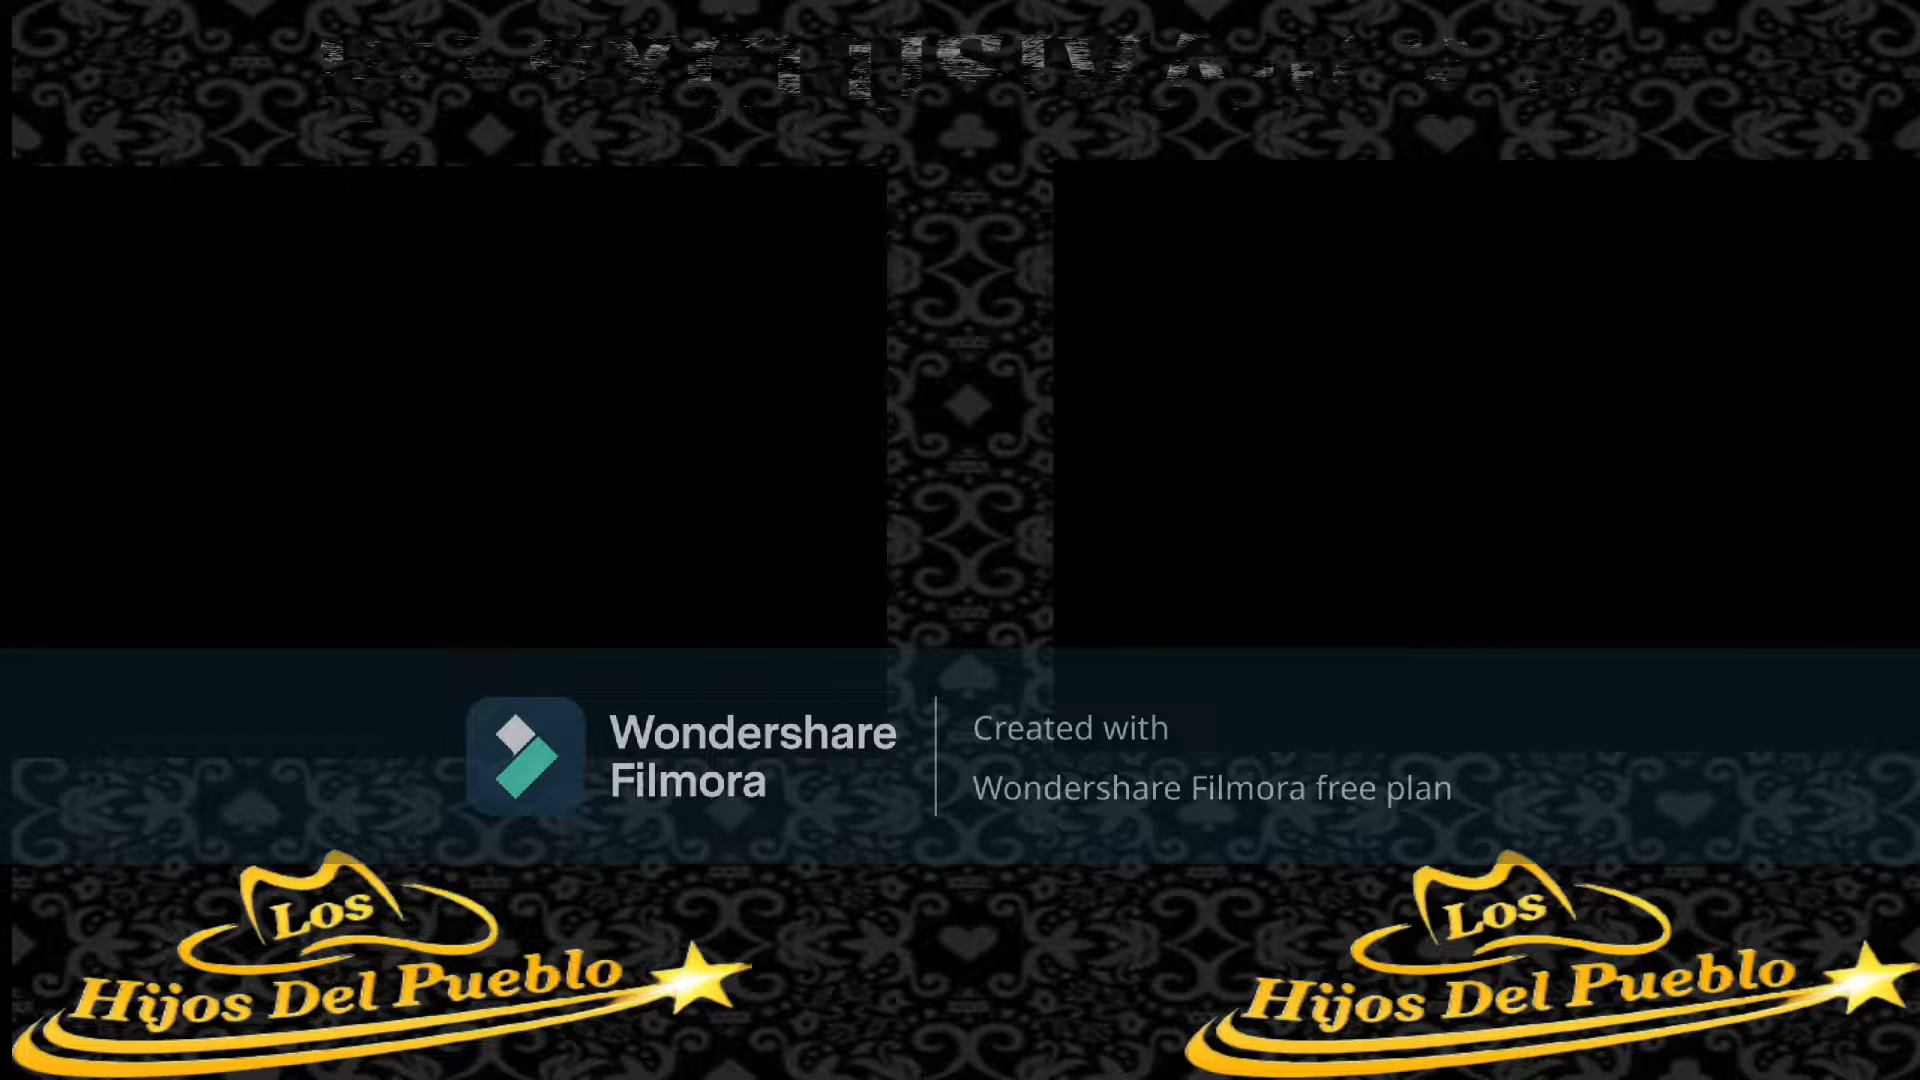 Wondershare
Filmora
Created with
Wondershare Filmora free plan
Los
Hijos Del Pueblo
Los
Hijos Del Pueblo